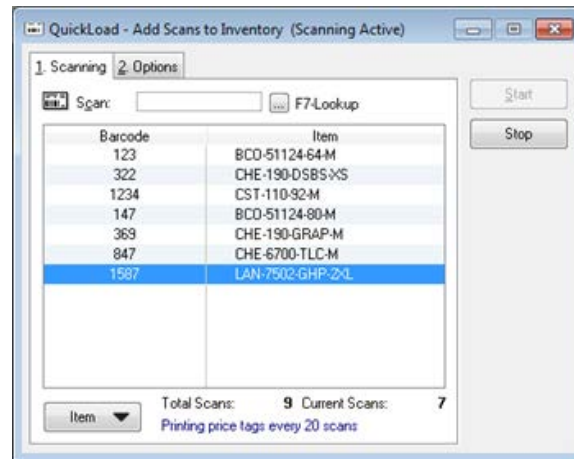 QuickLoad - Add Scans to Inventory (Scanning Active)
1. Scanning 2. Options
Scan: ... F7-Lookup
Start
Stop
Barcode Item
123 BCO-51124-64-M
322 CHE-190-DSBS-XS
1234 CST-110-92-M
147 BCO-51124-80-M
369 CHE-190-GRAP-M
847 CHE-6700-TLC-M
1587 LAN-7502-GHP-2XL
Item Total Scans: 9 Current Scans: 7
Printing price tags every 20 scans